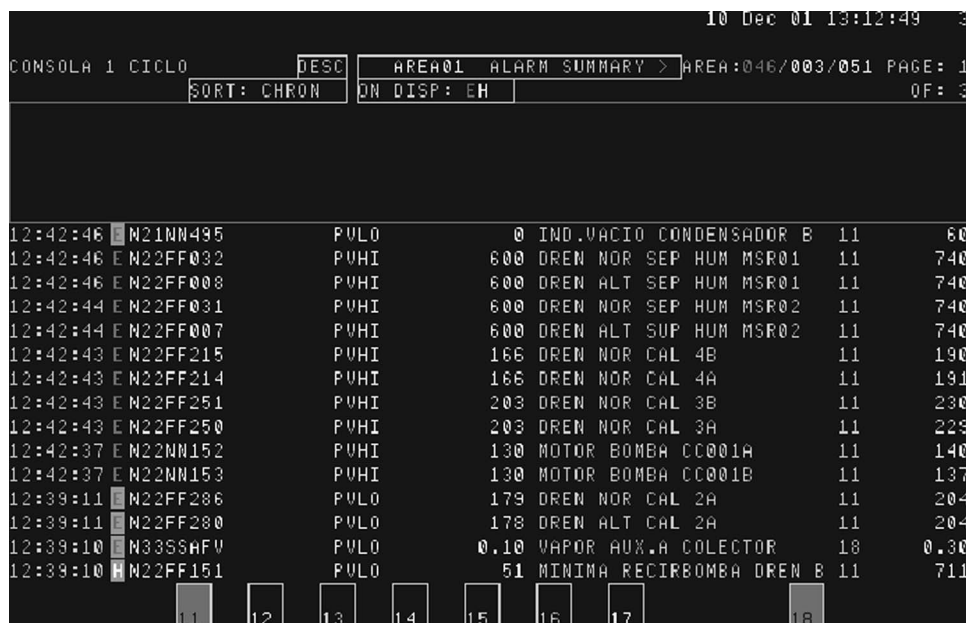 10 Dec 01 13:12:49 3
CONSOLA 1 CICLO DESC AREA01 ALARM SUMMARY > AREA:046/003/051 PAGE: 1
SORT: CHRON ON DISP: EH OF: 3
12:42:46 E N21NN495 PVLO 0 IND.VACIO CONDENSADOR B 11 60
12:42:46 E N22FF032 PVHI 600 DREN NOR SEP HUM MSR01 11 740
12:42:46 E N22FF008 PVHI 600 DREN ALT SEP HUM MSR01 11 740
12:42:44 E N22FF031 PVHI 600 DREN NOR SEP HUM MSR02 11 740
12:42:44 E N22FF007 PVHI 600 DREN ALT SUP HUM MSR02 11 740
12:42:43 E N22FF215 PVHI 166 DREN NOR CAL 4B 11 190
12:42:43 E N22FF214 PVHI 166 DREN NOR CAL 4A 11 191
12:42:43 E N22FF251 PVHI 203 DREN NOR CAL 3B 11 230
12:42:43 E N22FF250 PVHI 203 DREN NOR CAL 3A 11 229
12:42:37 E N22NN152 PVHI 130 MOTOR BOMBA CC001A 11 140
12:42:37 E N22NN153 PVHI 130 MOTOR BOMBA CC001B 11 137
12:39:11 E N22FF286 PVLO 179 DREN NOR CAL 2A 11 204
12:39:11 E N22FF280 PVLO 178 DREN ALT CAL 2A 11 204
12:39:10 E N33SSAFV PVLO 0.10 VAPOR AUX.A COLECTOR 18 0.30
12:39:10 H N22FF151 PVLO 51 MINIMA RECIRBOMBA DREN B 11 711
11 12 13 14 15 16 17 18